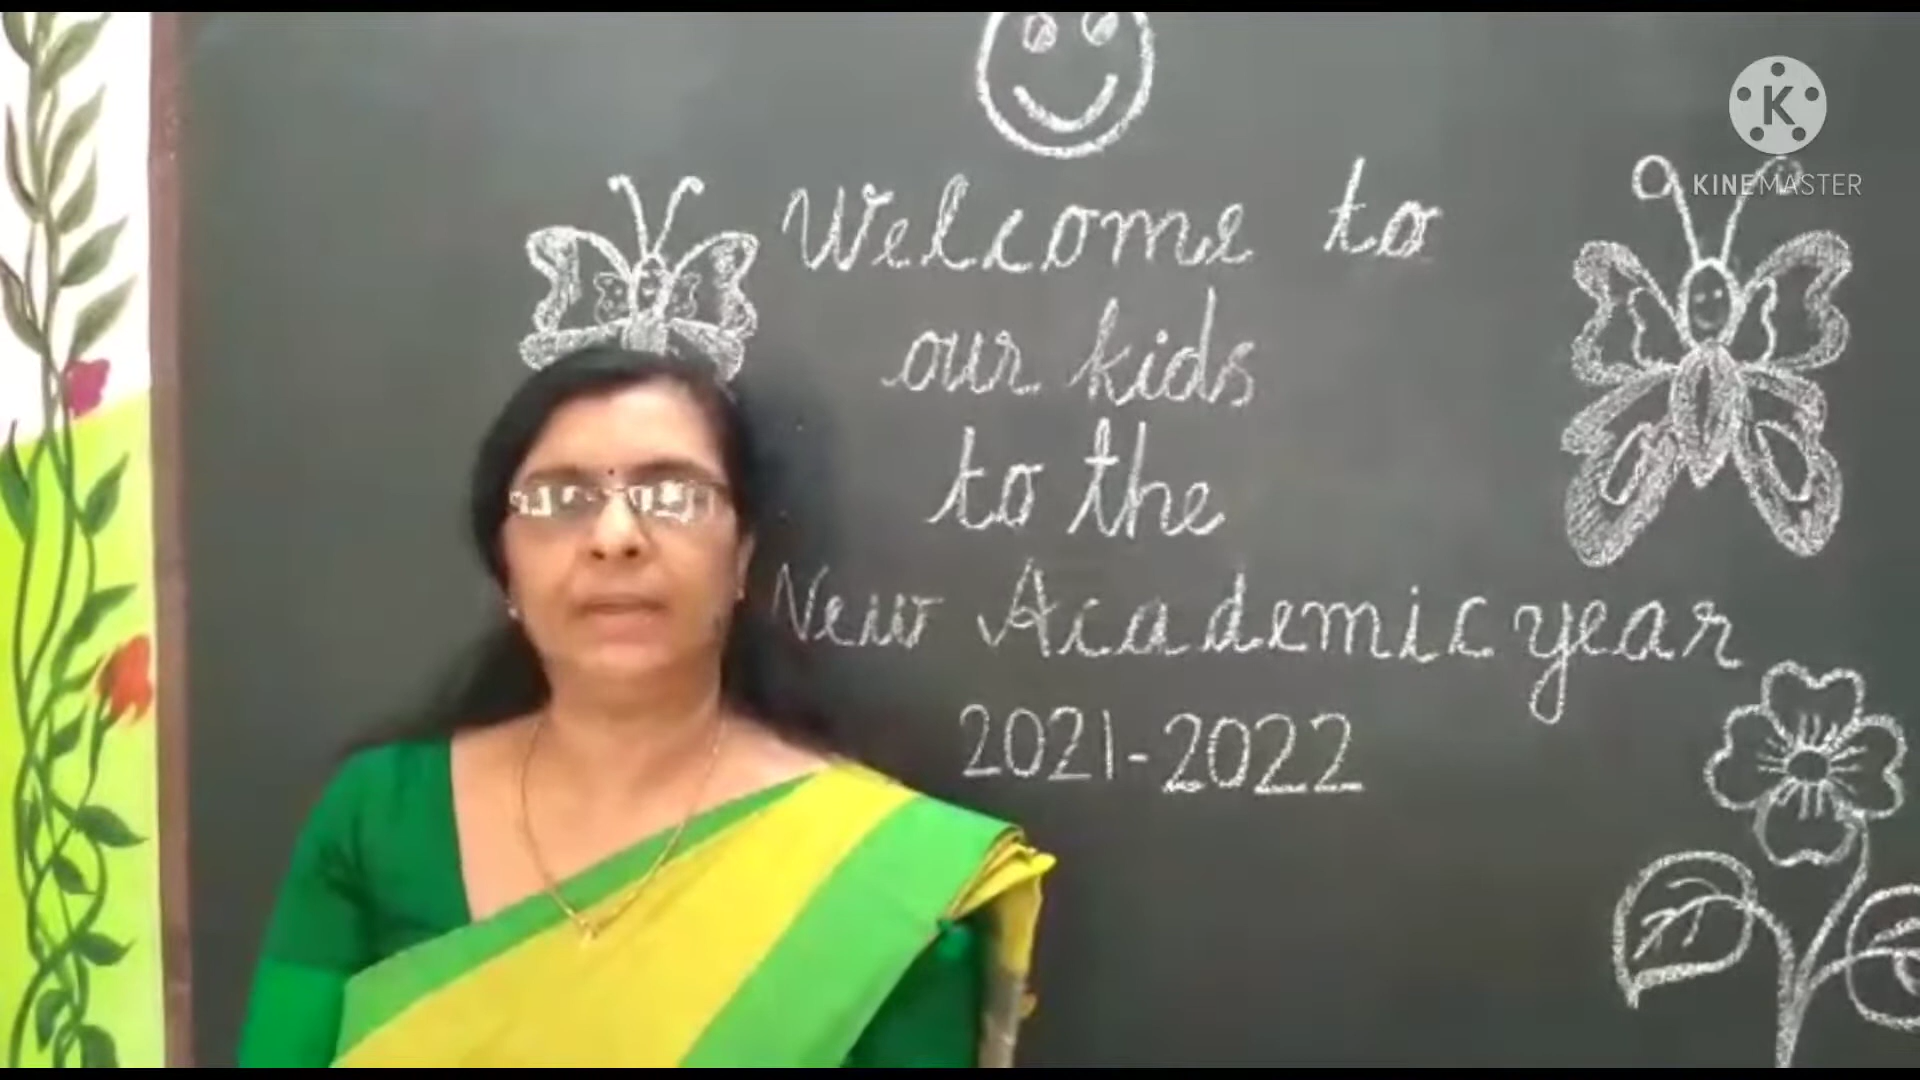 Welcome to
our kids
to the
New Academic year
2021-2022
K
KINEMASTER